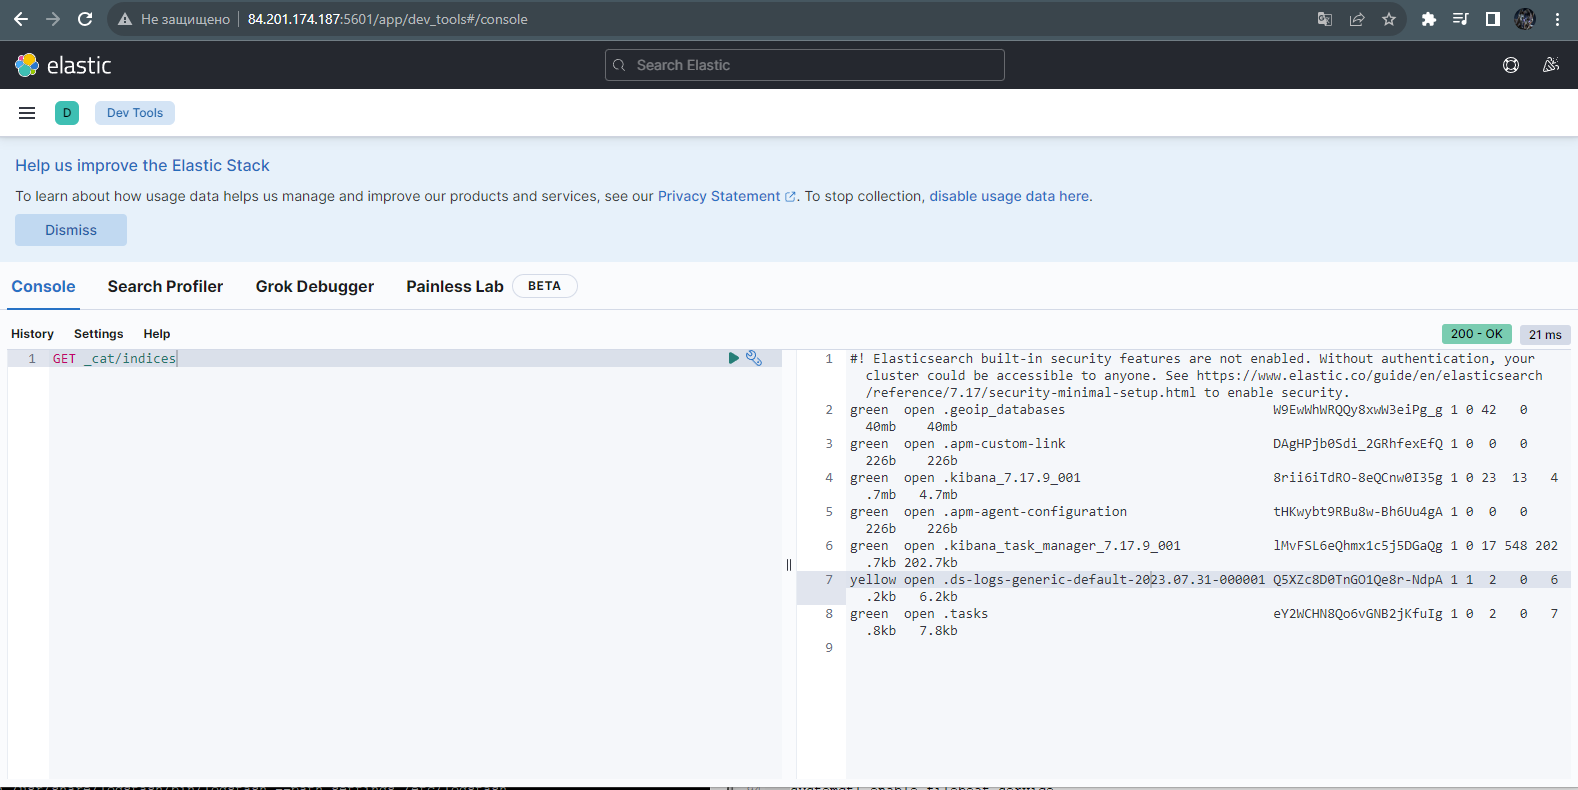 Не защищено 84.201.174.187:5601/app/dev_tools#/console
elastic
Search Elastic
D Dev Tools
Help us improve the Elastic Stack
To learn about how usage data helps us manage and improve our products and services, see our Privacy Statement. To stop collection, disable usage data here.
Dismiss
Console Search Profiler Grok Debugger Painless Lab BETA
History Settings Help
200 - OK 21 ms
1 GET _cat/indices
1 #! Elasticsearch built-in security features are not enabled. Without authentication, your
cluster could be accessible to anyone. See https://www.elastic.co/guide/en/elasticsearch
/reference/7.17/security-minimal-setup.html to enable security.
2 green open .geoip_databases W9EwWhWRQQy8xwW3eiPg_g 1 0 42 0
40mb 40mb
3 green open .apm-custom-link DAgHPjb0Sdi_2GRhfexEfQ 1 0 0 0
226b 226b
4 green open .kibana_7.17.9_001 8rii6iTdRO-8eQCnw0I35g 1 0 23 13 4
.7mb 4.7mb
5 green open .apm-agent-configuration tHKwybt9RBu8w-Bh6Uu4gA 1 0 0 0
226b 226b
6 green open .kibana_task_manager_7.17.9_001 lMvFSL6eQhmx1c5j5DGaQg 1 0 17 548 202
.7kb 202.7kb
7 yellow open .ds-logs-generic-default-2023.07.31-000001 Q5XZc8D0TnGO1Qe8r-NdpA 1 1 2 0 6
.2kb 6.2kb
8 green open .tasks eY2WCHN8Qo6vGNB2jKfuIg 1 0 2 0 7
.8kb 7.8kb
9